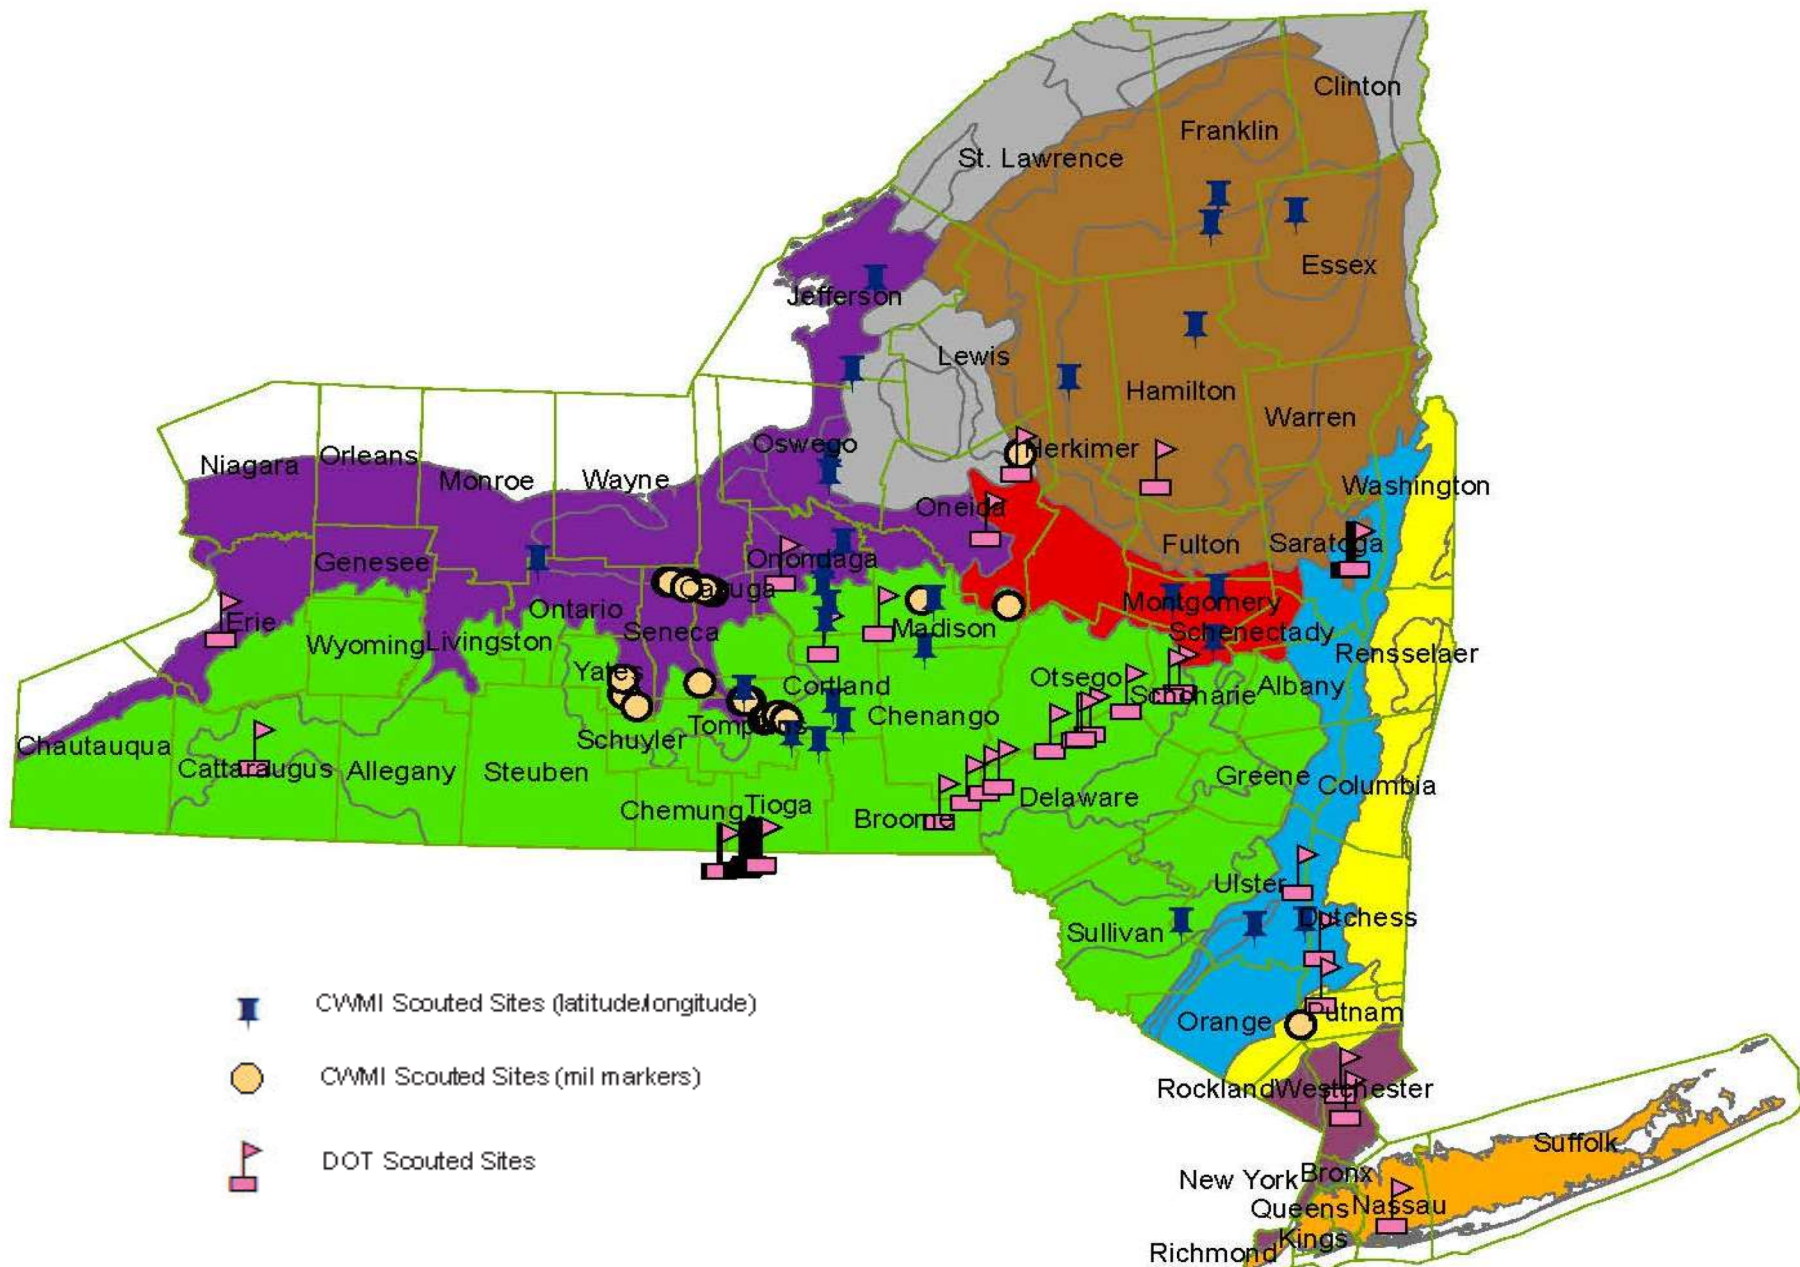 Clinton
Franklin
St. Lawrence
Essex
Jefferson
Lewis
Hamilton
Warren
Oswego
Herkimer
Niagara
Orleans
Monroe
Wayne
Washington
Oneida
Genesee
Onondaga
Fulton
Saratoga
Cayuga
Ontario
Montgomery
Erie
Wyoming
Livingston
Seneca
Madison
Schenectady
Rensselaer
Yates
Cortland
Otsego
Schoharie
Albany
Chautauqua
Cattaraugus
Allegany
Steuben
Schuyler
Tompkins
Chenango
Greene
Columbia
Chemung
Tioga
Broome
Delaware
Ulster
Sullivan
Dutchess
CWMI Scouted Sites (latitude/longitude)
Orange
Putnam
CWMI Scouted Sites (mil markers)
Rockland
Westchester
DOT Scouted Sites
Suffolk
New York
Bronx
Queens
Nassau
Kings
Richmond